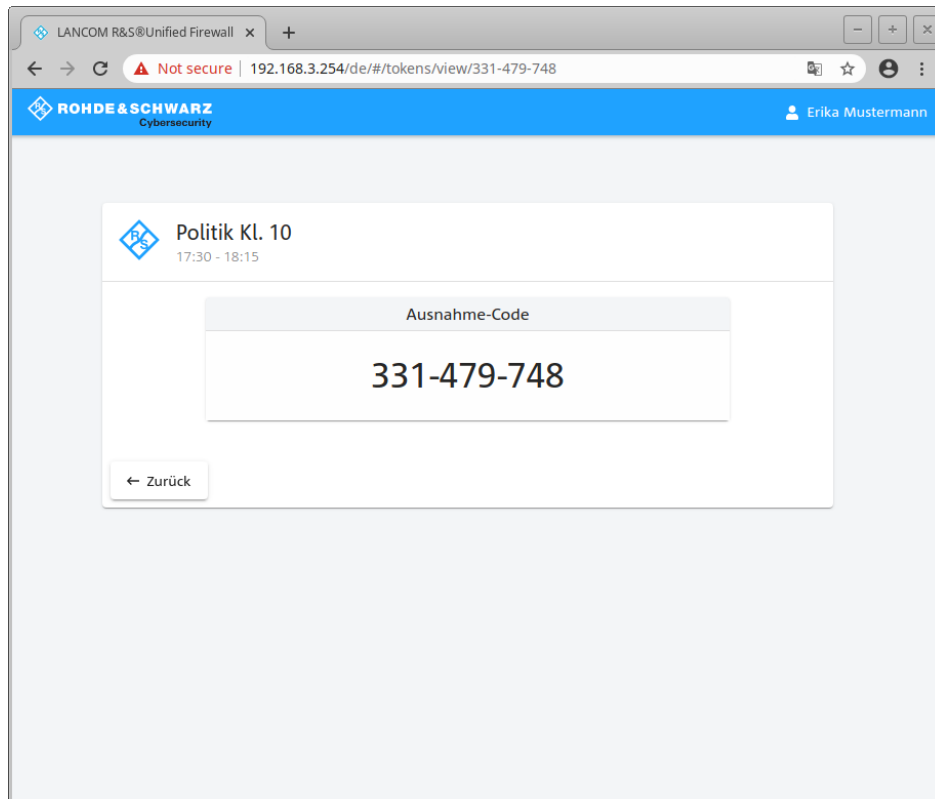 LANCOM R&S®Unified Firewall
Not secure | 192.168.3.254/de/#/tokens/view/331-479-748
ROHDE & SCHWARZ
Cybersecurity
Erika Mustermann
Politik Kl. 10
17:30 - 18:15
Ausnahme-Code
331-479-748
← Zurück